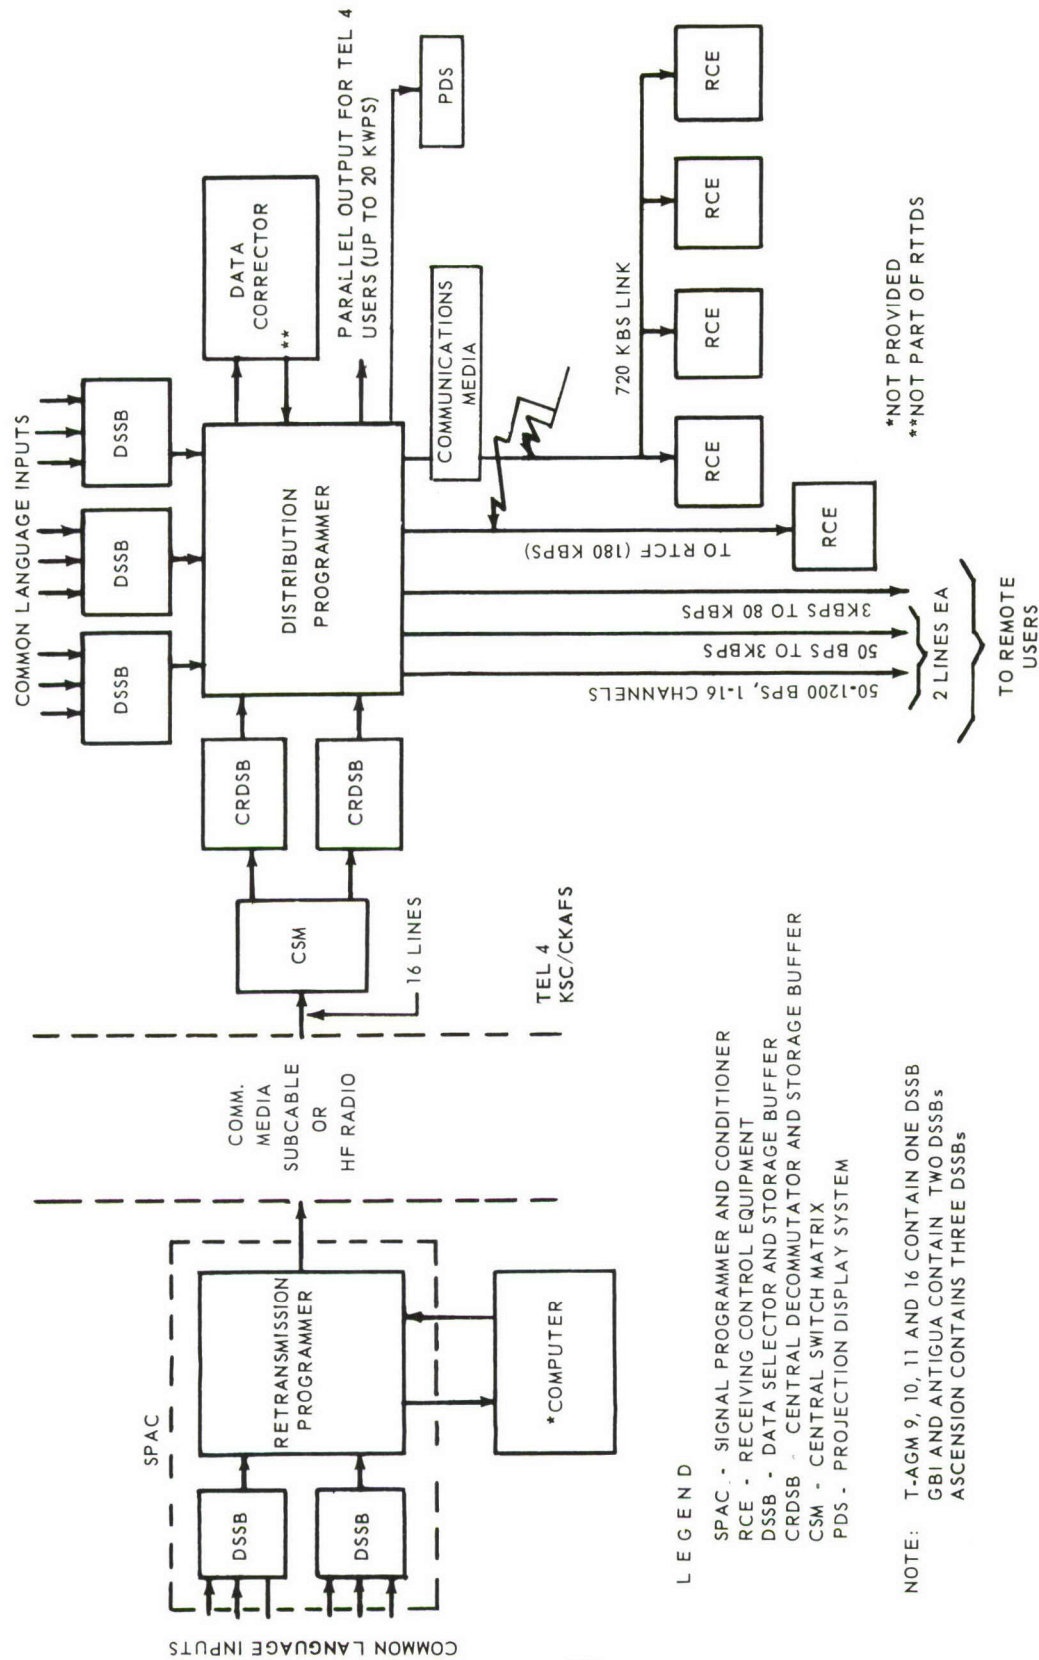 COMMON LANGUAGE INPUTS
SPAC
DSSB
DSSB
RETRANSMISSION
PROGRAMMER
*COMPUTER
COMM.
MEDIA
SUBCABLE
OR
HF RADIO
16 LINES
TEL 4
KSC/CKAFS
CSM
CRDSB
CRDSB
COMMON LANGUAGE INPUTS
DSSB
DSSB
DSSB
DISTRIBUTION
PROGRAMMER
DATA
CORRECTOR
**
PARALLEL OUTPUT FOR TEL 4
USERS (UP TO 20 KWPS)
PDS
COMMUNICATIONS
MEDIA
720 KBS LINK
RCE
RCE
RCE
RCE
TO RTCF (180 KBPS)
RCE
3KBPS TO 80 KBPS
50 BPS TO 3KBPS
50-1200 BPS, 1-16 CHANNELS
2 LINES EA
TO REMOTE
USERS
*NOT PROVIDED
**NOT PART OF RTTDS
LEGEND
SPAC - SIGNAL PROGRAMMER AND CONDITIONER
RCE - RECEIVING CONTROL EQUIPMENT
DSSB - DATA SELECTOR AND STORAGE BUFFER
CRDSB - CENTRAL DECOMMUTATOR AND STORAGE BUFFER
CSM - CENTRAL SWITCH MATRIX
PDS - PROJECTION DISPLAY SYSTEM
NOTE: T-AGM 9, 10, 11 AND 16 CONTAIN ONE DSSB
GBI AND ANTIGUA CONTAIN TWO DSSBs
ASCENSION CONTAINS THREE DSSBs